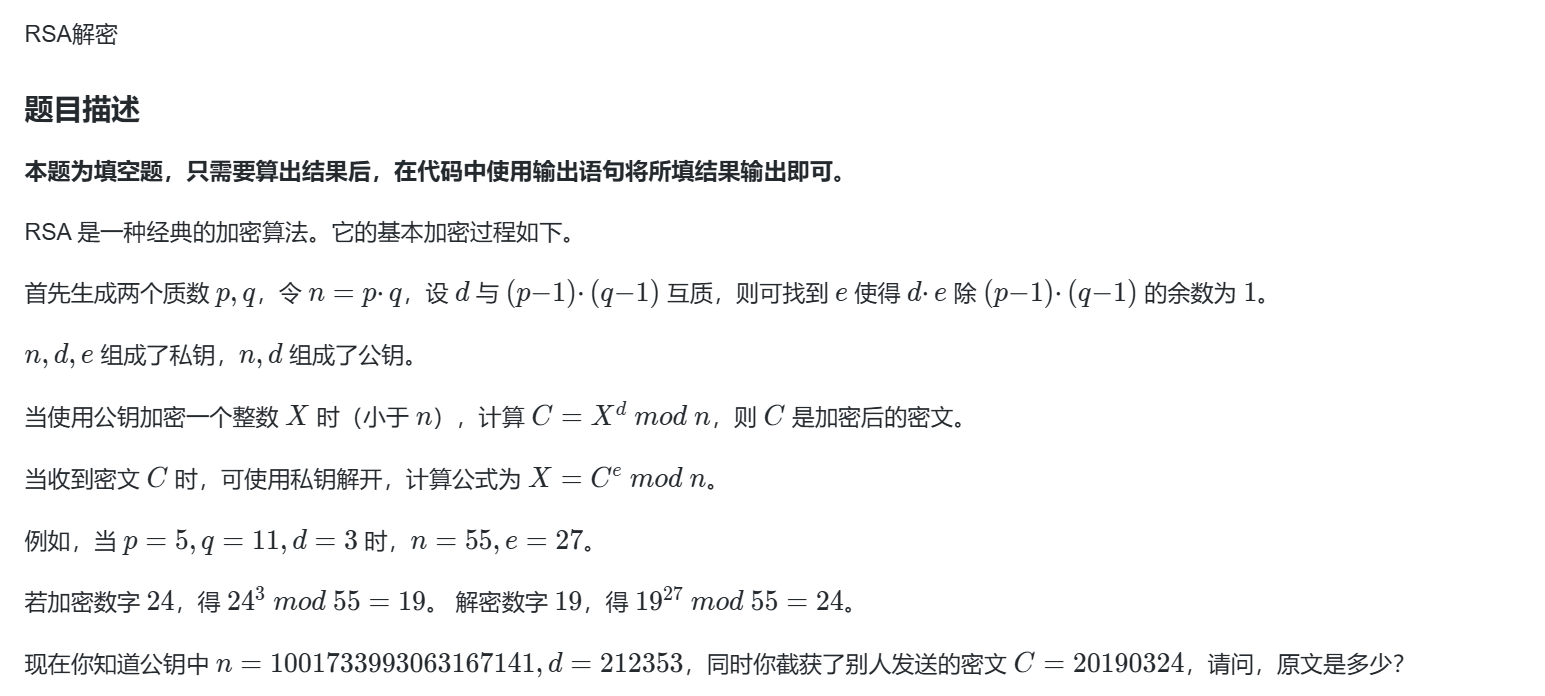 RSA解密
题目描述
本题为填空题，只需要算出结果后，在代码中使用输出语句将所填结果输出即可。
RSA 是一种经典的加密算法。它的基本加密过程如下。
首先生成两个质数 p, q，令 n = p· q，设 d 与 (p−1)· (q−1) 互质，则可找到 e 使得 d· e 除 (p−1)· (q−1) 的余数为 1。
n, d, e 组成了私钥，n, d 组成了公钥。
当使用公钥加密一个整数 X 时（小于 n），计算 C = X^d mod n，则 C 是加密后的密文。
当收到密文 C 时，可使用私钥解开，计算公式为 X = C^e mod n。
例如，当 p = 5, q = 11, d = 3 时，n = 55, e = 27。
若加密数字 24，得 24^3 mod 55 = 19。 解密数字 19，得 19^27 mod 55 = 24。
现在你知道公钥中 n = 1001733993063167141, d = 212353，同时你截获了别人发送的密文 C = 20190324，请问，原文是多少？